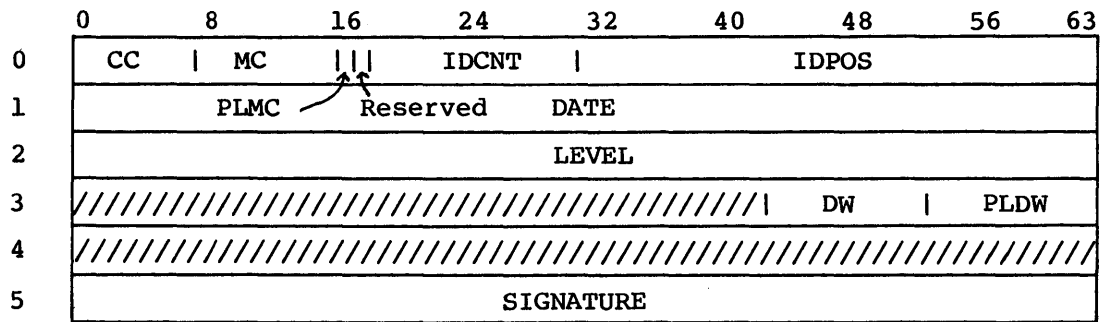 0 8 16 24 32 40 48 56 63
0 CC | MC | | | IDCNT | IDPOS
1 PLMC Reserved DATE
2 LEVEL
3 //////////////////////////////////////////// | DW | PLDW
4 //////////////////////////////////////////////////////////////////
5 SIGNATURE